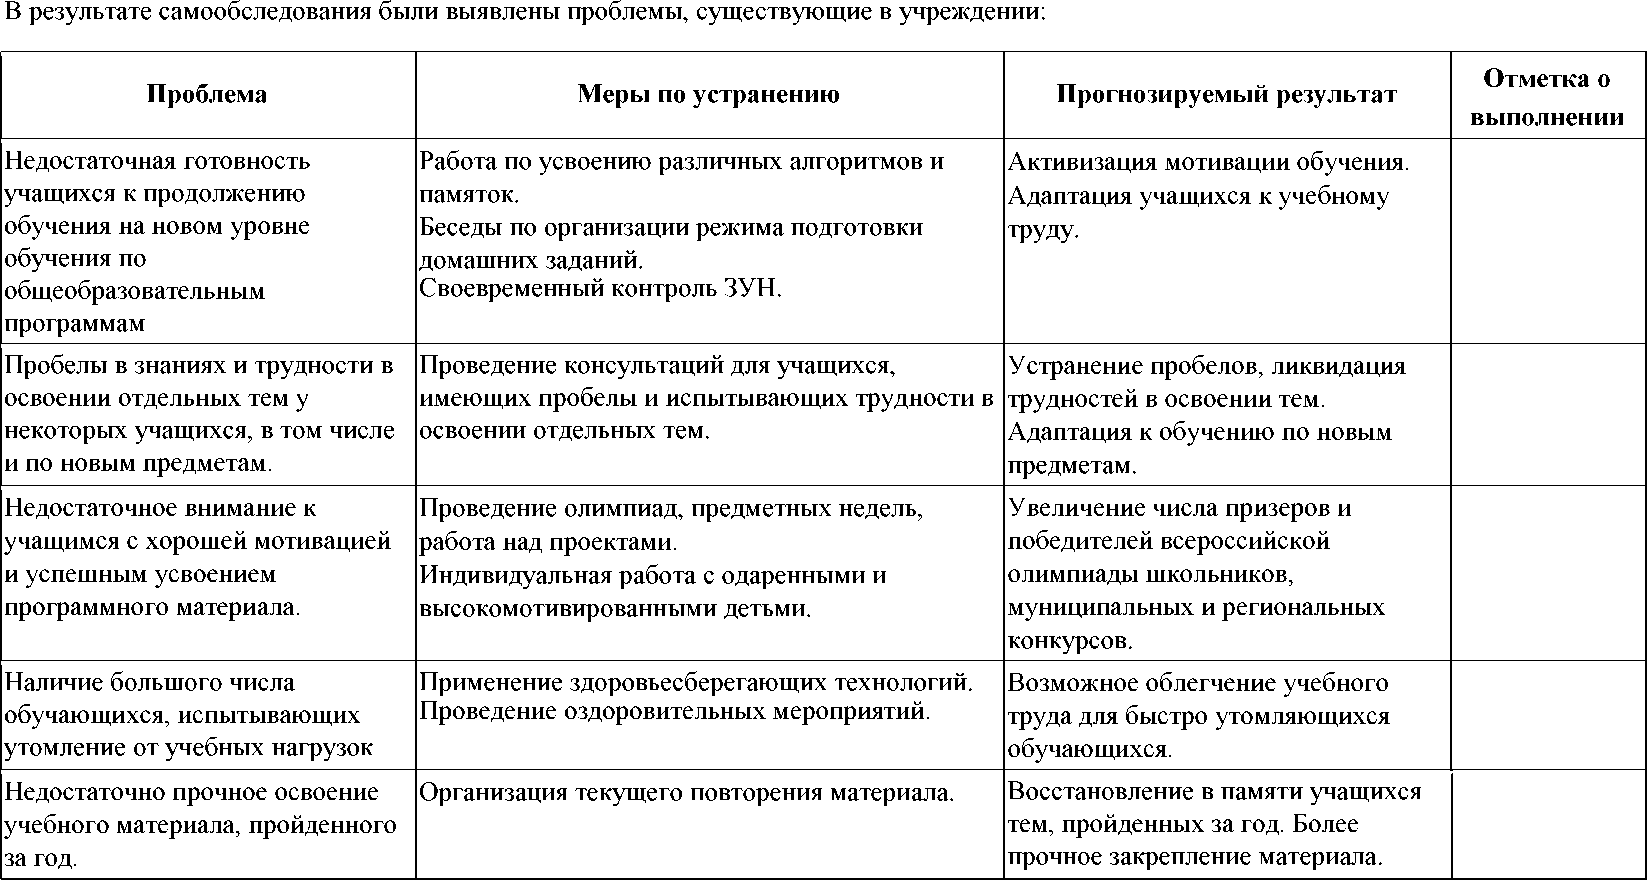 В результате самообследования были выявлены проблемы, существующие в учреждении:
Проблема
Меры по устранению
Прогнозируемый результат
Отметка о
выполнении
Недостаточная готовность
учащихся к продолжению
обучения на новом уровне
обучения по
общеобразовательным
программам
Работа по усвоению различных алгоритмов и
памяток.
Беседы по организации режима подготовки
домашних заданий.
Своевременный контроль ЗУН.
Активизация мотивации обучения.
Адаптация учащихся к учебному
труду.
Пробелы в знаниях и трудности в
освоении отдельных тем у
некоторых учащихся, в том числе
и по новым предметам.
Проведение консультаций для учащихся,
имеющих пробелы и испытывающих трудности в
освоении отдельных тем.
Устранение пробелов, ликвидация
трудностей в освоении тем.
Адаптация к обучению по новым
предметам.
Недостаточное внимание к
учащимся с хорошей мотивацией
и успешным усвоением
программного материала.
Проведение олимпиад, предметных недель,
работа над проектами.
Индивидуальная работа с одаренными и
высокомотивированными детьми.
Увеличение числа призеров и
победителей всероссийской
олимпиады школьников,
муниципальных и региональных
конкурсов.
Наличие большого числа
обучающихся, испытывающих
утомление от учебных нагрузок
Применение здоровьесберегающих технологий.
Проведение оздоровительных мероприятий.
Возможное облегчение учебного
труда для быстро утомляющихся
обучающихся.
Недостаточно прочное освоение
учебного материала, пройденного
за год.
Организация текущего повторения материала.
Восстановление в памяти учащихся
тем, пройденных за год. Более
прочное закрепление материала.